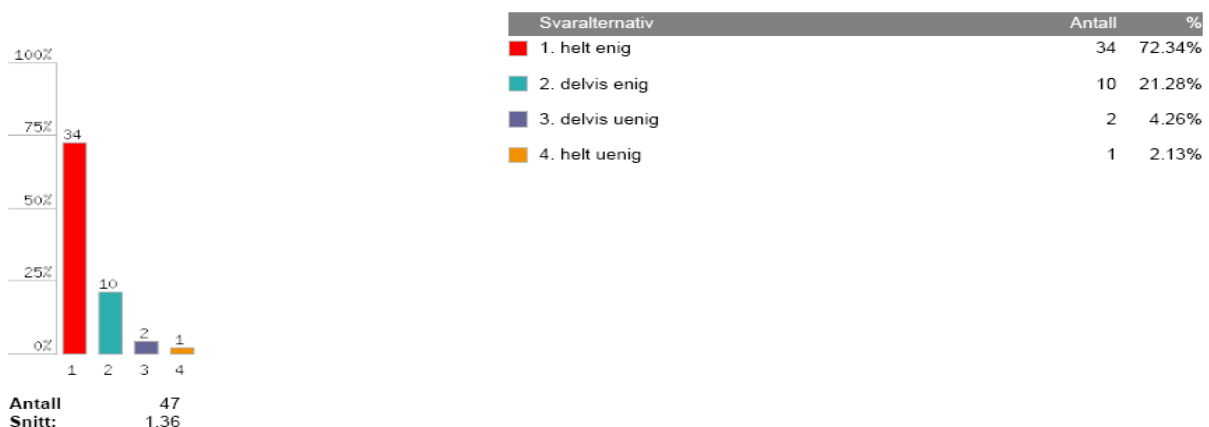 Svaralternativ Antall %
1. helt enig 34 72.34%
2. delvis enig 10 21.28%
3. delvis uenig 2 4.26%
4. helt uenig 1 2.13%
100%
75%
34
50%
25%
10
2
1
0%
1 2 3 4
Antall 47
Snitt: 1.36